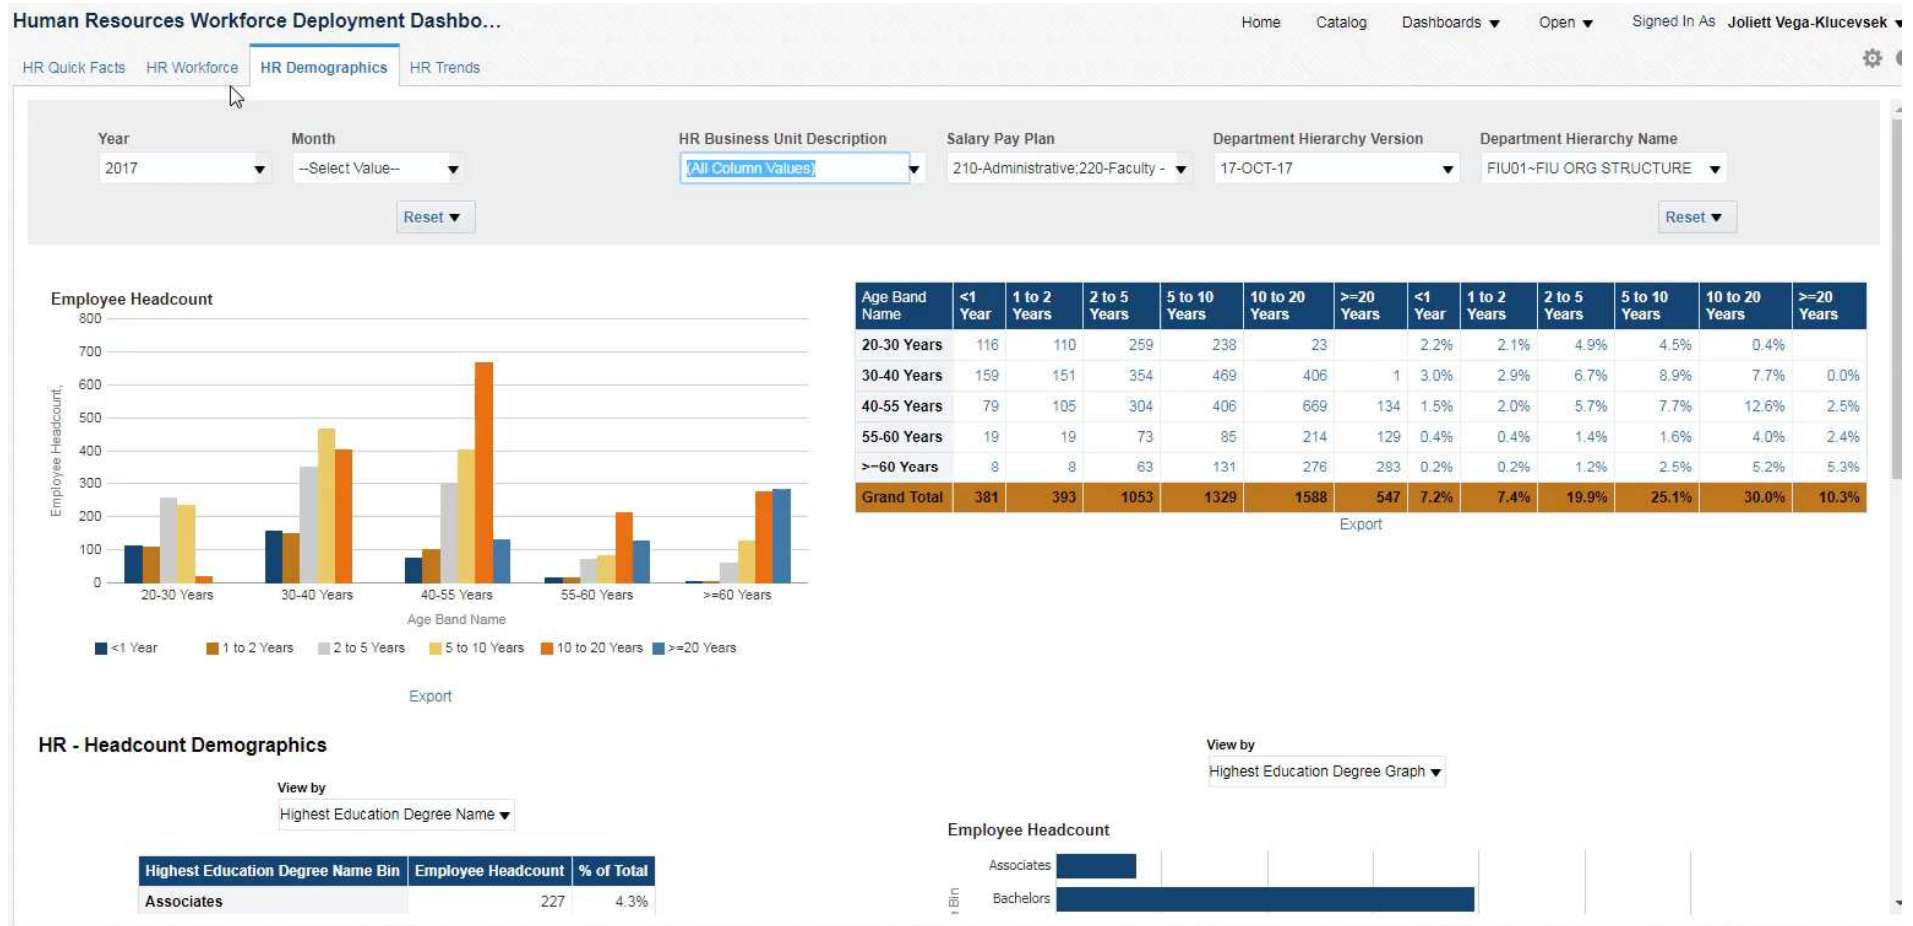 Human Resources Workforce Deployment Dashbo...
Home Catalog Dashboards Open Signed In As Joliett Vega-Klucevsek
HR Quick Facts HR Workforce HR Demographics HR Trends
Year Month HR Business Unit Description Salary Pay Plan Department Hierarchy Version Department Hierarchy Name
2017 --Select Value-- (All Column Values) 210-Administrative;220-Faculty - 17-OCT-17 FIU01~FIU ORG STRUCTURE
Reset Reset
Employee Headcount
800
700
600
500
400
300
200
100
0
Employee Headcount,
20-30 Years 30-40 Years 40-55 Years 55-60 Years >=60 Years
Age Band Name
<1 Year 1 to 2 Years 2 to 5 Years 5 to 10 Years 10 to 20 Years >=20 Years
Export
Age Band Name <1 Year 1 to 2 Years 2 to 5 Years 5 to 10 Years 10 to 20 Years >=20 Years <1 Year 1 to 2 Years 2 to 5 Years 5 to 10 Years 10 to 20 Years >=20 Years
20-30 Years 116 110 259 238 23 2.2% 2.1% 4.9% 4.5% 0.4%
30-40 Years 159 151 354 469 406 1 3.0% 2.9% 6.7% 8.9% 7.7% 0.0%
40-55 Years 79 105 304 406 669 134 1.5% 2.0% 5.7% 7.7% 12.6% 2.5%
55-60 Years 19 19 73 85 214 129 0.4% 0.4% 1.4% 1.6% 4.0% 2.4%
>=60 Years 8 8 63 131 276 283 0.2% 0.2% 1.2% 2.5% 5.2% 5.3%
Grand Total 381 393 1053 1329 1588 547 7.2% 7.4% 19.9% 25.1% 30.0% 10.3%
Export
HR - Headcount Demographics
View by
Highest Education Degree Name
Highest Education Degree Name Bin Employee Headcount % of Total
Associates 227 4.3%
View by
Highest Education Degree Graph
Employee Headcount
Associates
Bachelors
Bin